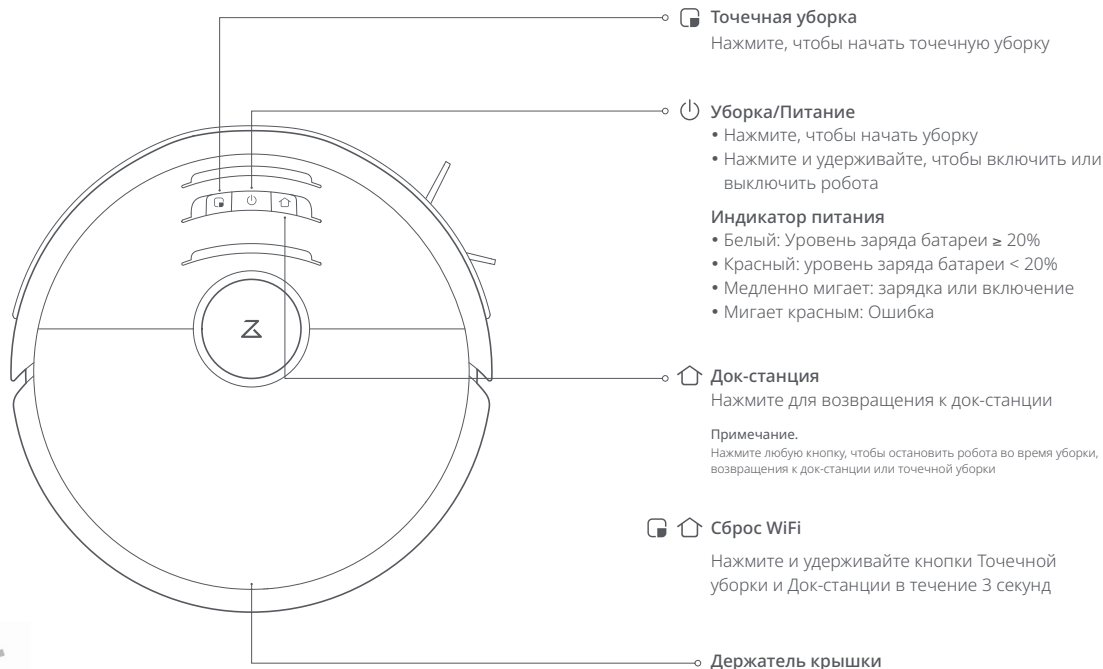 Точечная уборка
Нажмите, чтобы начать точечную уборку
Уборка/Питание
• Нажмите, чтобы начать уборку
• Нажмите и удерживайте, чтобы включить или
выключить робота
Индикатор питания
• Белый: Уровень заряда батареи ≥ 20%
• Красный: уровень заряда батареи < 20%
• Медленно мигает: зарядка или включение
• Мигает красным: Ошибка
Док-станция
Нажмите для возвращения к док-станции
Примечание.
Нажмите любую кнопку, чтобы остановить робота во время уборки,
возвращения к док-станции или точечной уборки
Сброс WiFi
Нажмите и удерживайте кнопки Точечной
уборки и Док-станции в течение 3 секунд
Держатель крышки